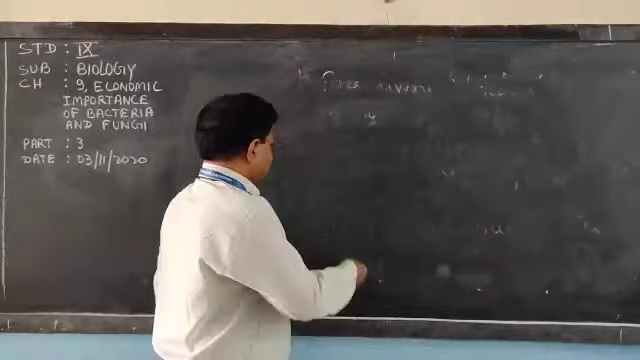 STD : IX
SUB : BIOLOGY
CH : 9, ECONOMIC
IMPORTANCE
OF BACTERIA
AND FUNGI
PART : 3
DATE : 03/11/2020